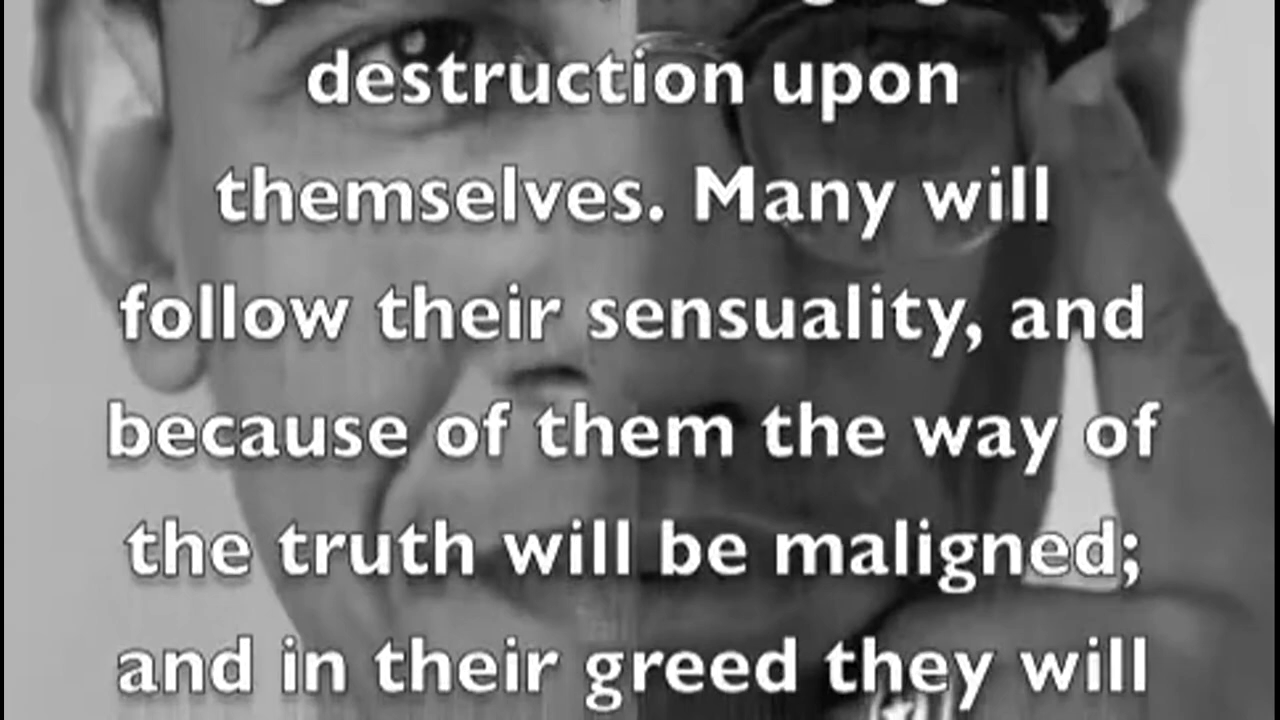 destruction upon
themselves. Many will
follow their sensuality, and
because of them the way of
the truth will be maligned;
and in their greed they will